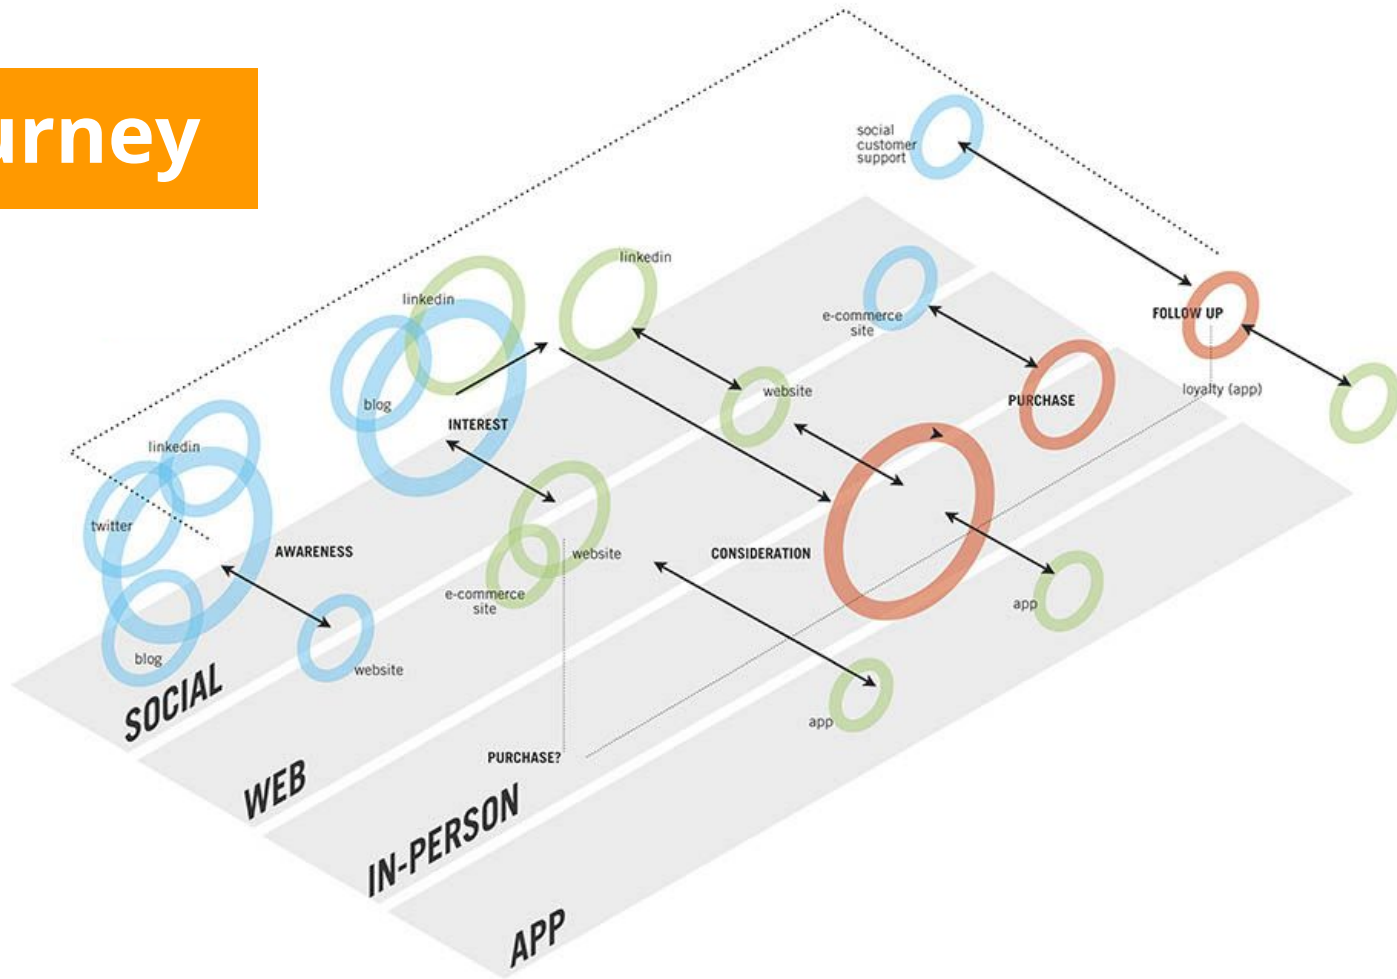 urney
social
customer
support
linkedin
linkedin
e-commerce
site
FOLLOW UP
loyalty (app)
website
PURCHASE
blog
INTEREST
linkedin
twitter
AWARENESS
website
CONSIDERATION
e-commerce
site
app
blog
website
SOCIAL
app
PURCHASE?
WEB
IN-PERSON
APP